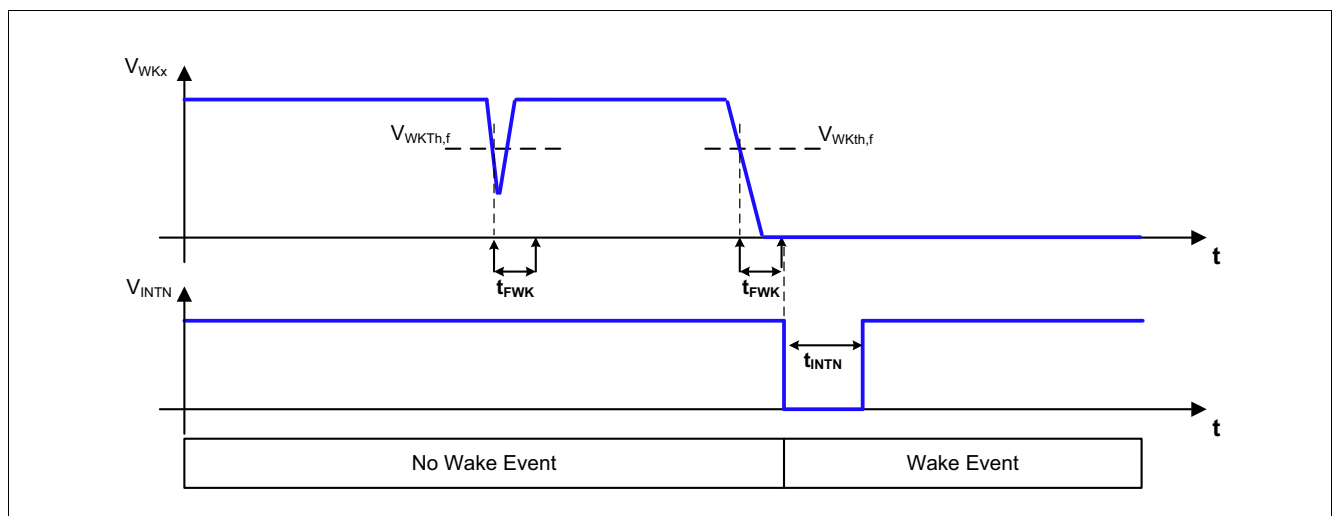 VWKx
VWKTh,f
VWKth,f
t
tFWK
tFWK
VINTN
tINTN
t
No Wake Event
Wake Event